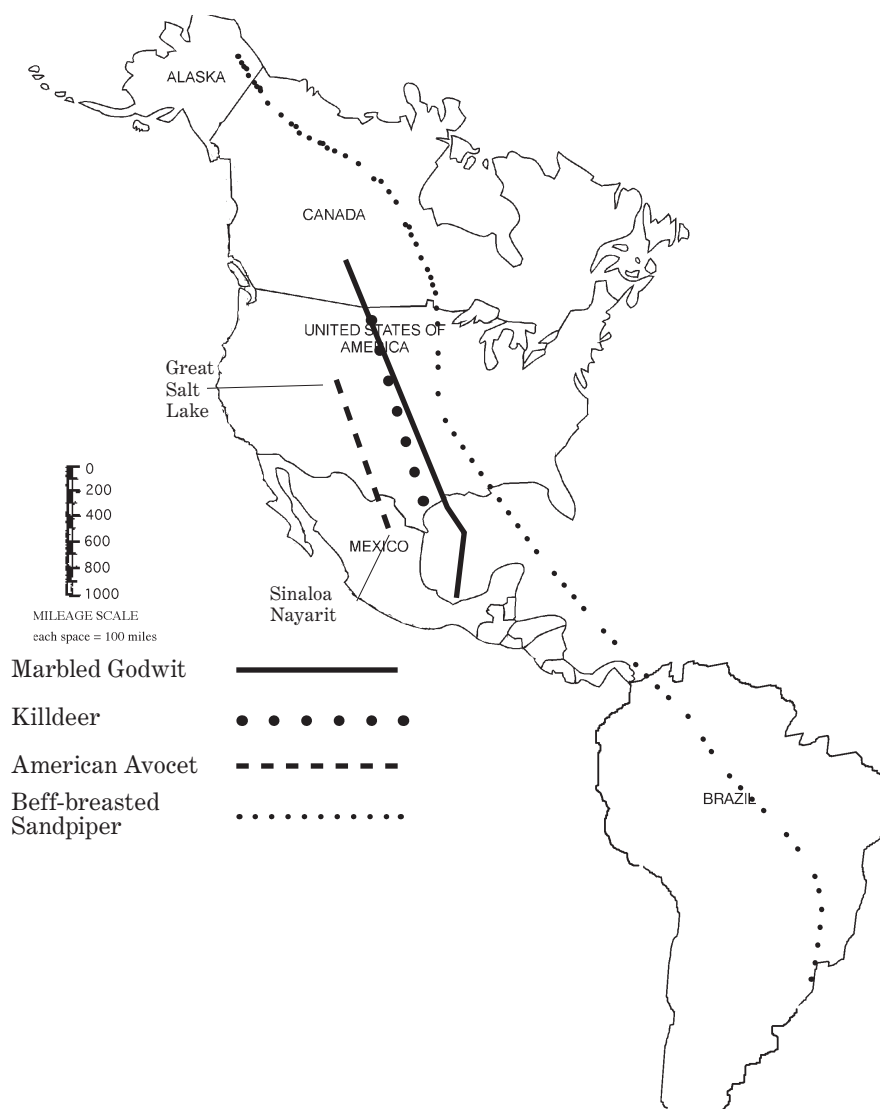 ALASKA
CANADA
UNITED STATES OF
AMERICA
Great
Salt
Lake
0
200
400
600
800
1000
MILEAGE SCALE
each space = 100 miles
MEXICO
Sinaloa
Nayarit
Marbled Godwit
Killdeer
American Avocet
Beff-breasted
Sandpiper
BRAZIL